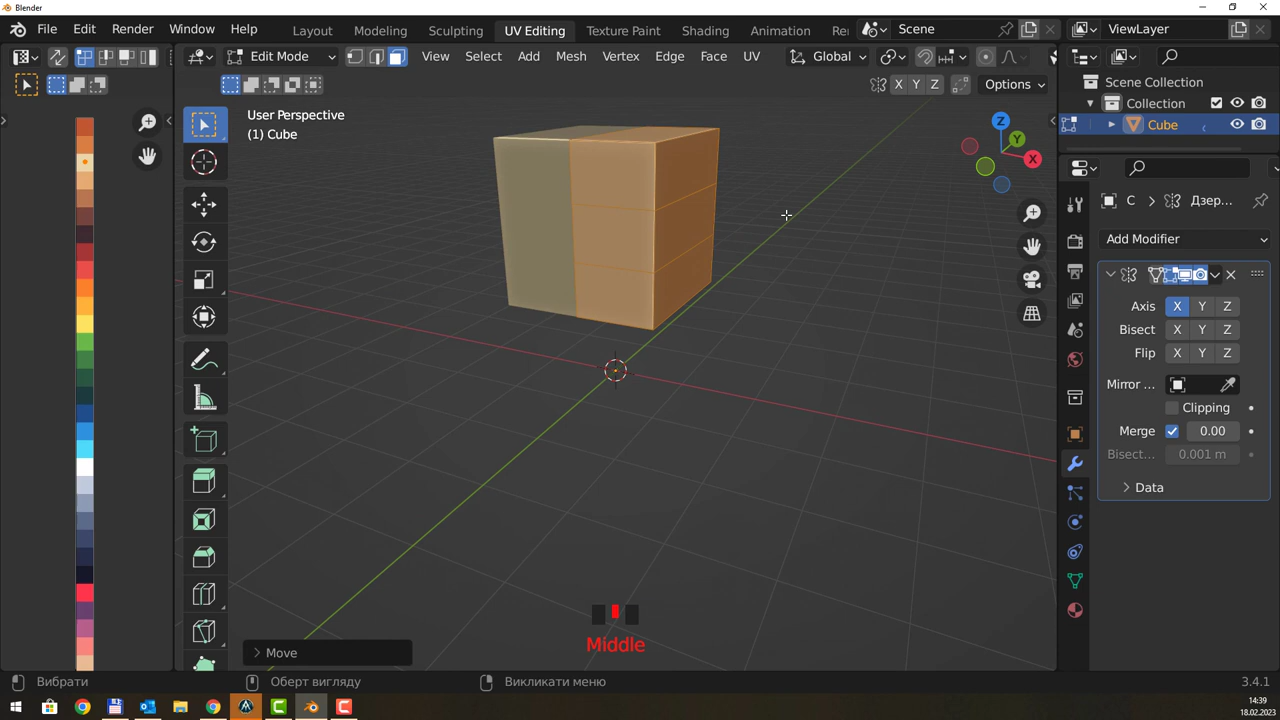 Blender
File Edit Render Window Help Layout Modeling Sculpting UV Editing Texture Paint Shading Animation Re Scene ViewLayer
Edit Mode View Select Add Mesh Vertex Edge Face UV Global
X Y Z Options
Scene Collection
Collection
Cube
User Perspective
(1) Cube
Z
Y
X
С Дзер...
Add Modifier
Axis X Y Z
Bisect X Y Z
Flip X Y Z
Mirror ...
Clipping
Merge 0.00
Bisect... 0.001 m
Data
Middle
Move
Вибрати Оберт вигляду Викликати меню 3.4.1
14:39
18.02.2023